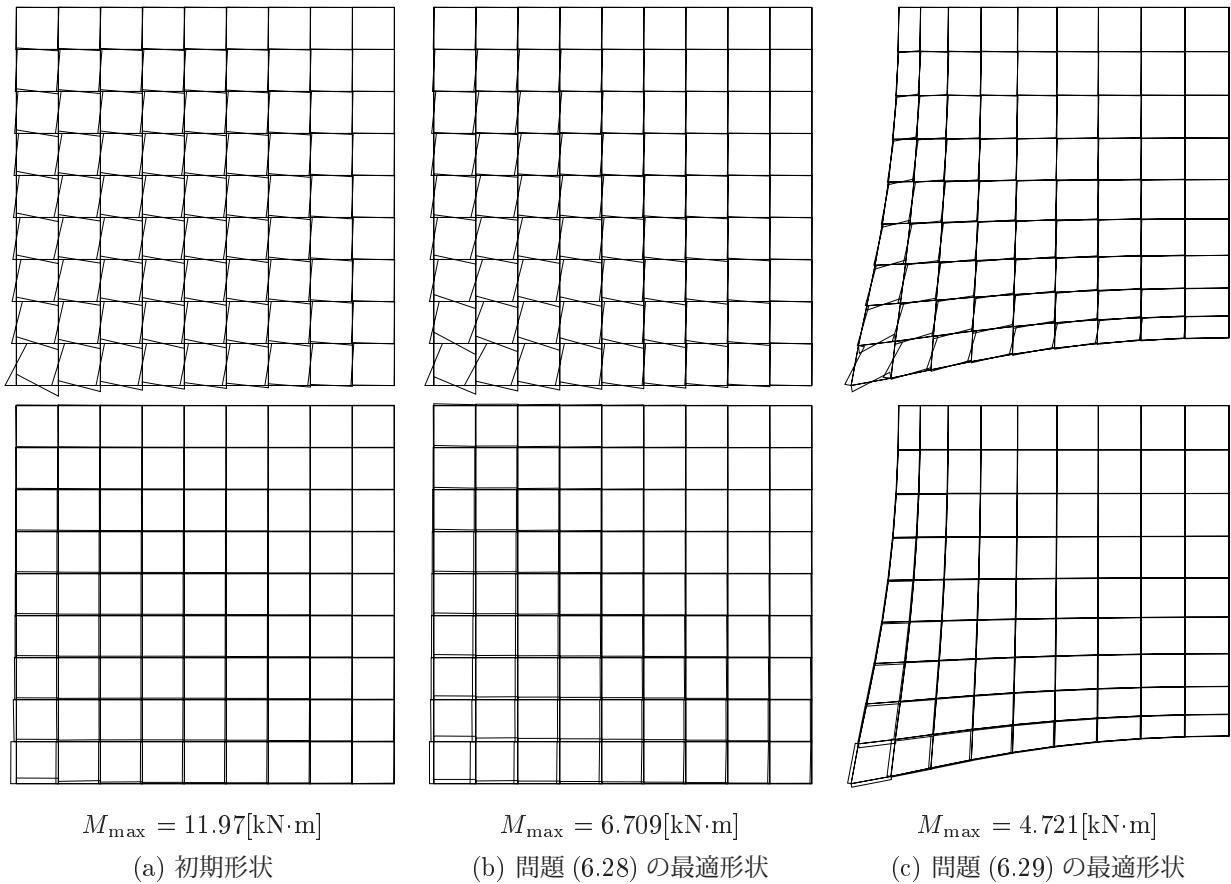 M_max = 11.97[kN·m]
M_max = 6.709[kN·m]
M_max = 4.721[kN·m]
(a) 初期形状
(b) 問題 (6.28) の最適形状
(c) 問題 (6.29) の最適形状